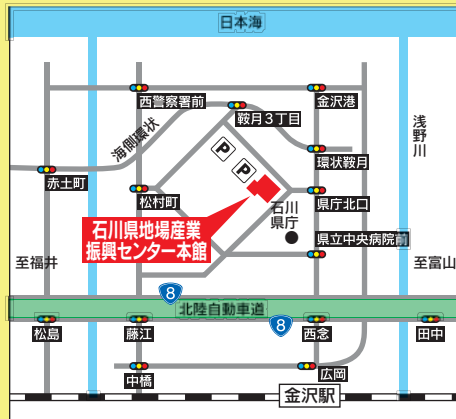 日本海
西警察署前
金沢港
鞍月3丁目
海側環状
浅野川
P
P
環状鞍月
赤土町
松村町
県庁北口
石川
県庁
石川県地場産業
振興センター本館
県立中央病院前
至福井
至富山
8
北陸自動車道
8
松島
藤江
西念
田中
中橋
広岡
金沢駅